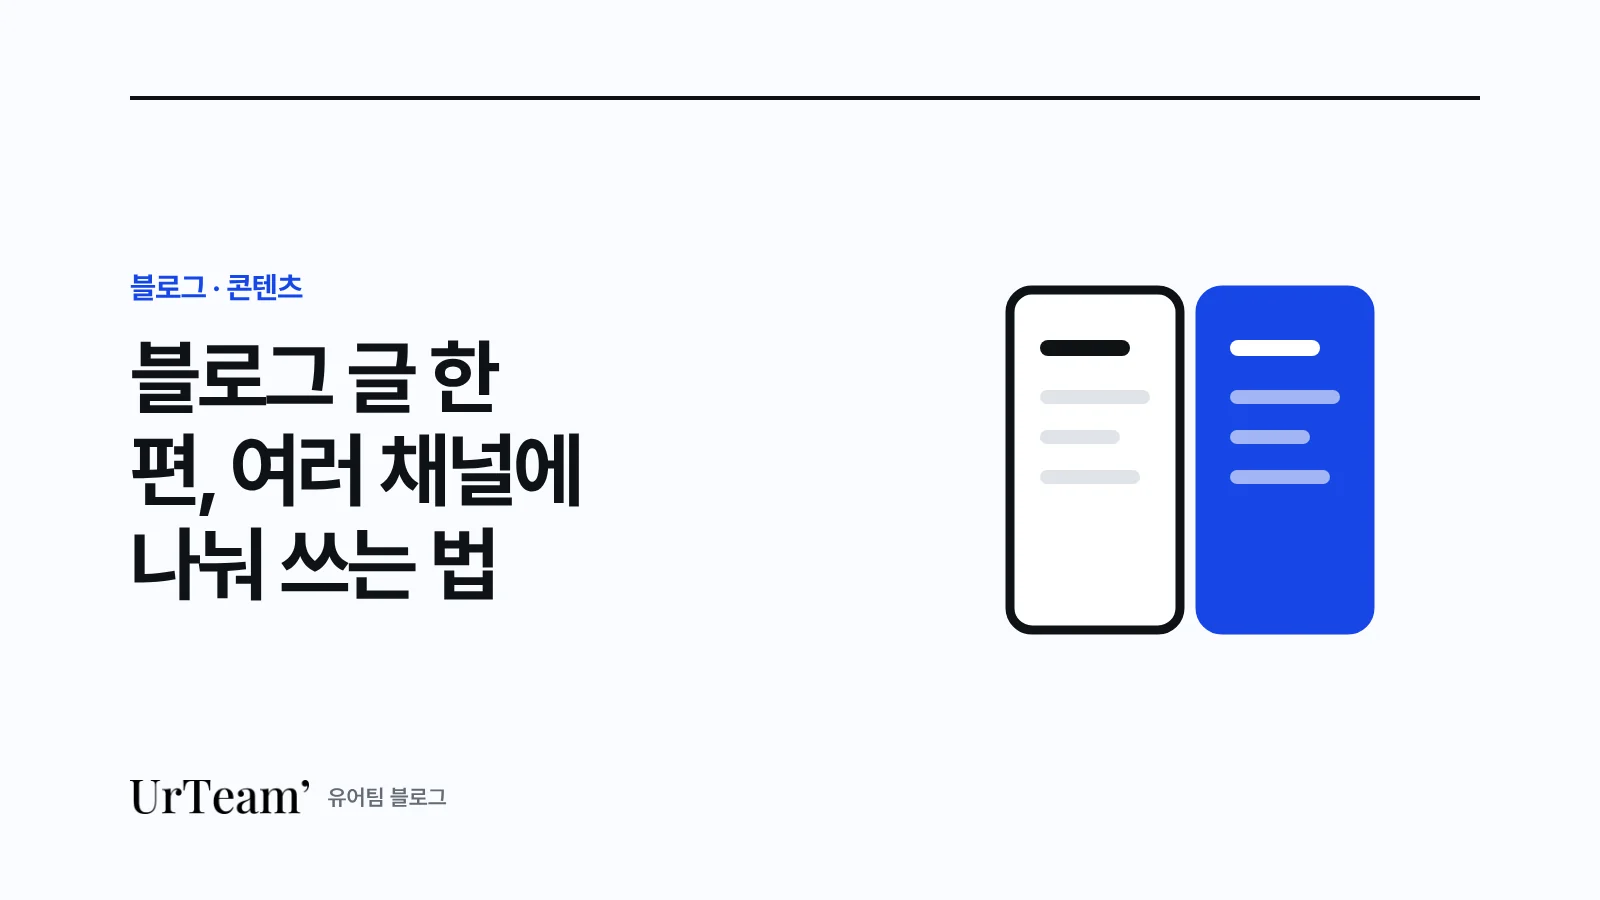 블로그 · 콘텐츠
블로그 글 한
편, 여러 채널에
나눠 쓰는 법
UrTeam’ 유어팀 블로그